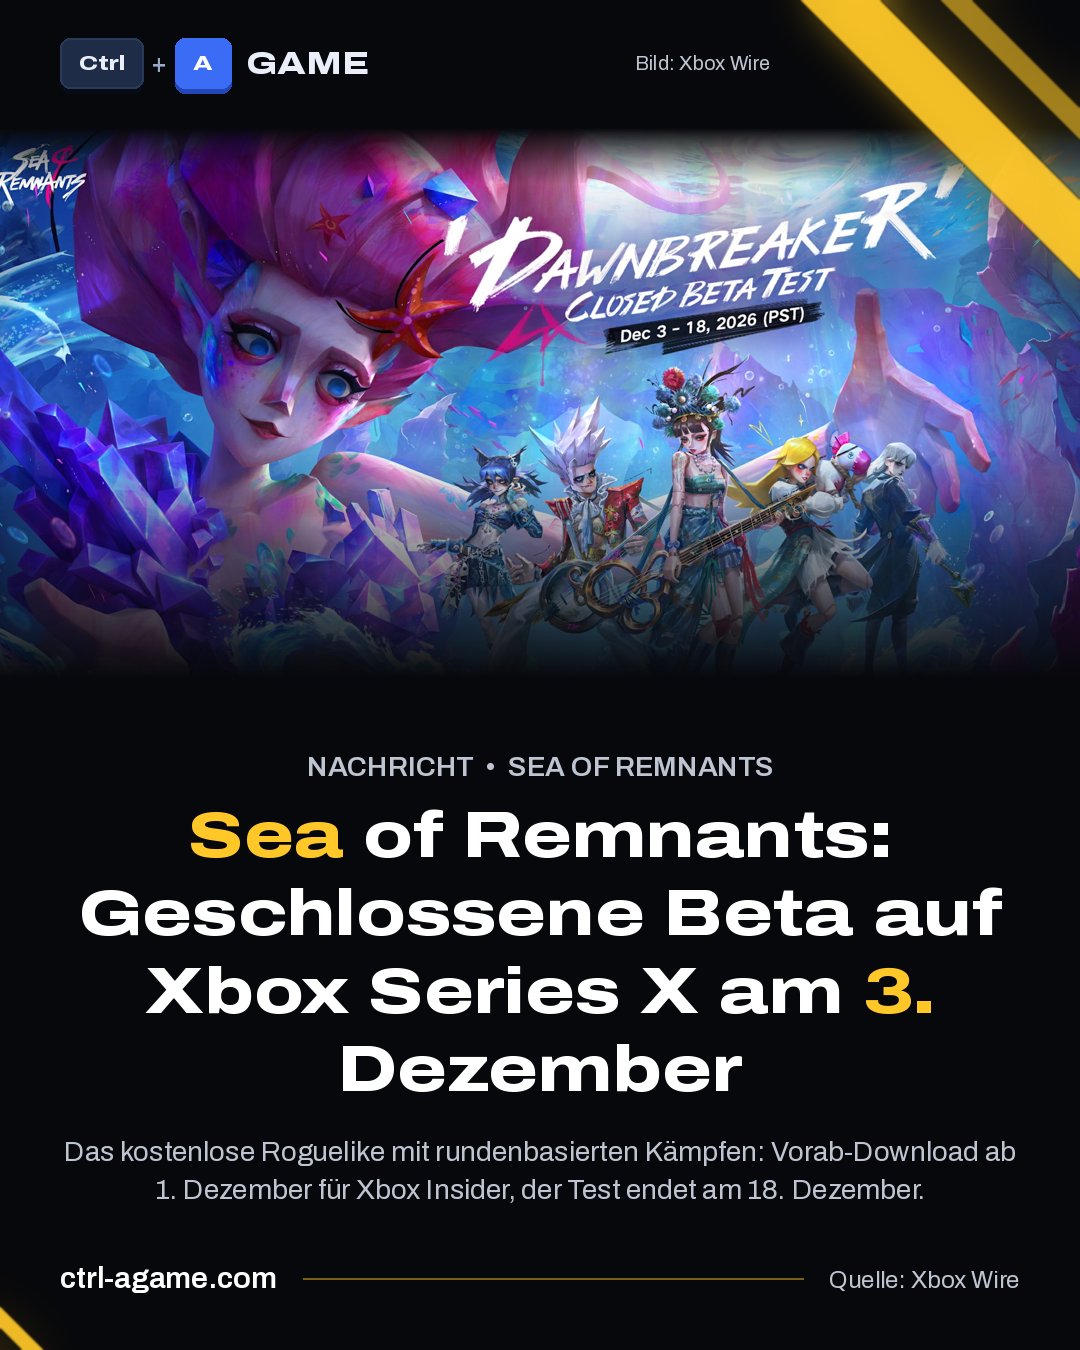 Ctrl + A GAME
Bild: Xbox Wire
SEA OF
REMNANTS
'DAWNBREAKER'
CLOSED BETA TEST
Dec 3 - 18, 2026 (PST)
NACHRICHT • SEA OF REMNANTS
Sea of Remnants:
Geschlossene Beta auf
Xbox Series X am 3.
Dezember
Das kostenlose Roguelike mit rundenbasierten Kämpfen: Vorab-Download ab
1. Dezember für Xbox Insider, der Test endet am 18. Dezember.
ctrl-agame.com
Quelle: Xbox Wire